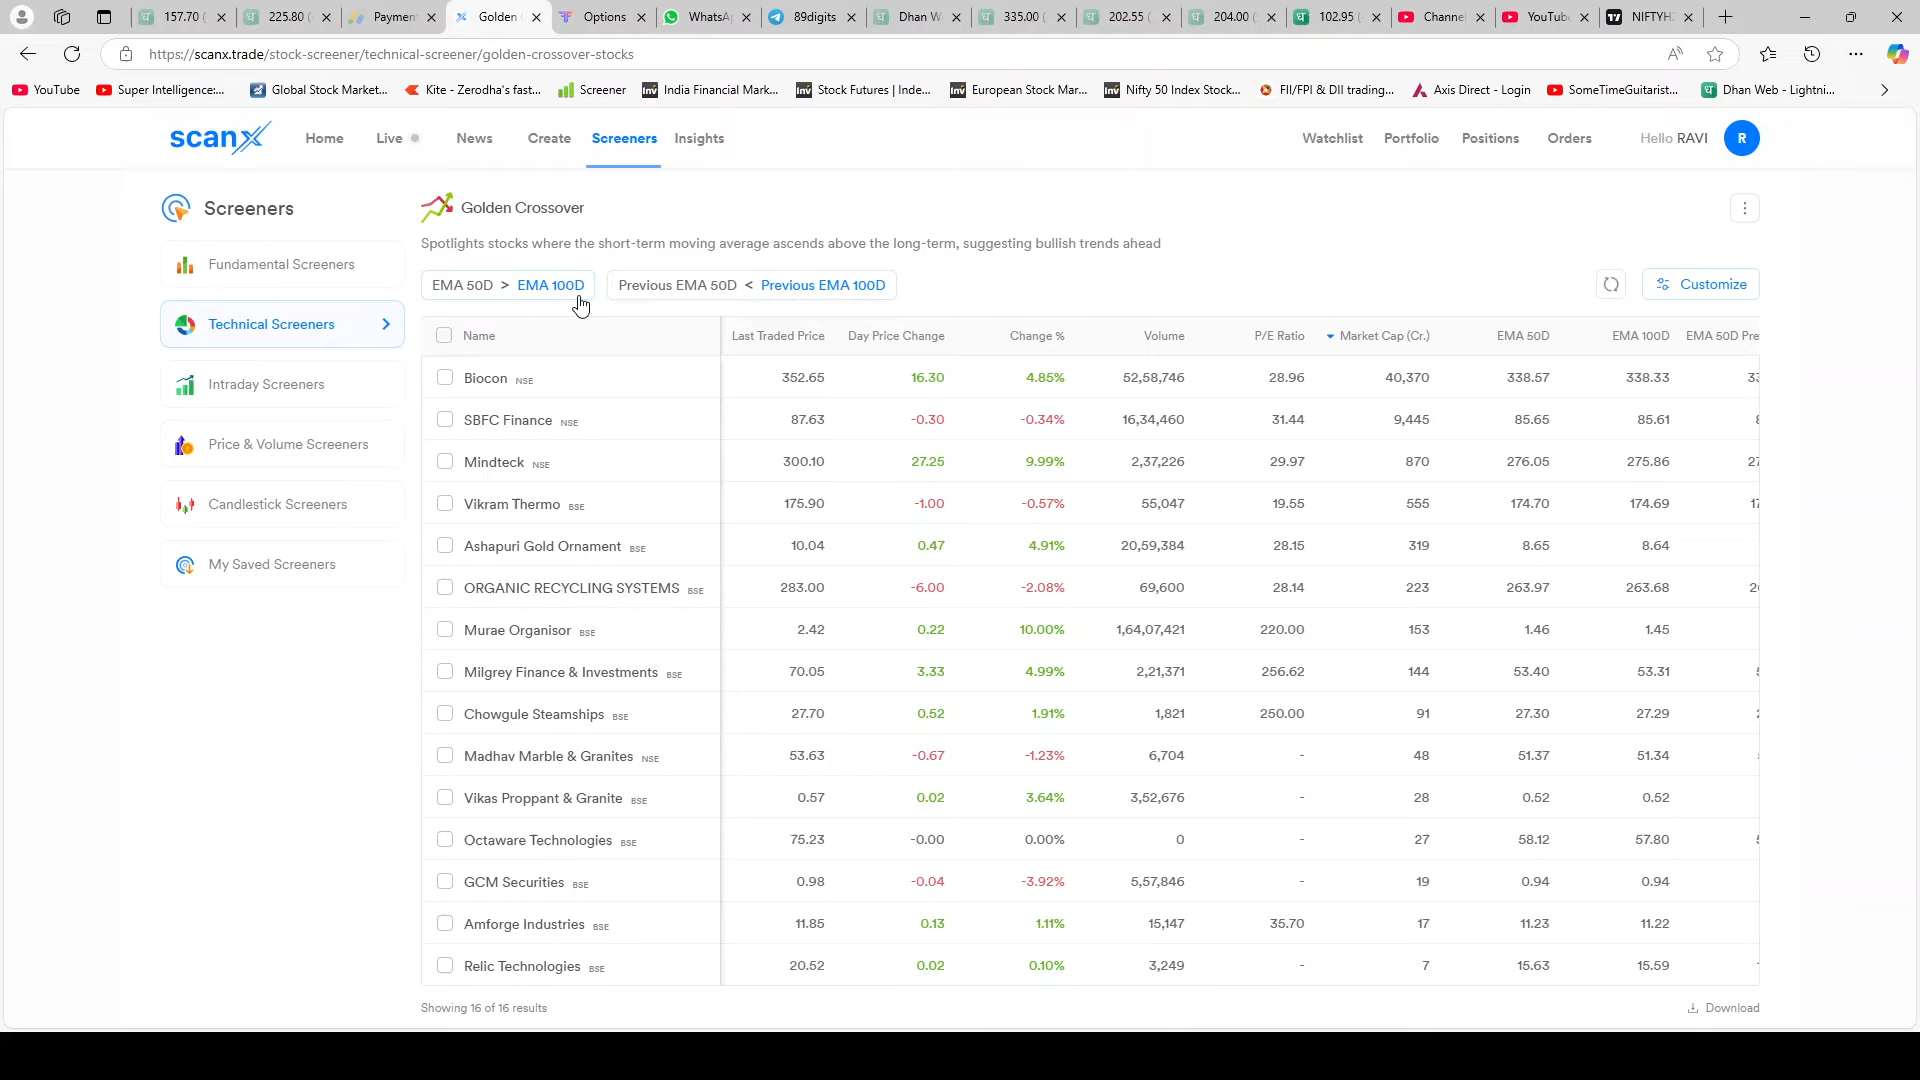 157.70 (
225.80 (
Paymen
Golden
Options
WhatsA
89digits
Dhan W
335.00 (
202.55 (
204.00 (
102.95 (
Channe
YouTub
NIFTYH
https://scanx.trade/stock-screener/technical-screener/golden-crossover-stocks
YouTube
Super Intelligence:...
Global Stock Market...
Kite - Zerodha's fast...
Screener
Inv India Financial Mark...
Inv Stock Futures | Inde...
Inv European Stock Mar...
Inv Nifty 50 Index Stock...
FII/FPI & DII trading...
Axis Direct - Login
SomeTimeGuitarist...
Dhan Web - Lightni...
scanX
Home
Live
News
Create
Screeners
Insights
Watchlist
Portfolio
Positions
Orders
Hello RAVI
R
Screeners
Fundamental Screeners
Technical Screeners
Intraday Screeners
Price & Volume Screeners
Candlestick Screeners
My Saved Screeners
Golden Crossover
Spotlights stocks where the short-term moving average ascends above the long-term, suggesting bullish trends ahead
EMA 50D > EMA 100D
Previous EMA 50D < Previous EMA 100D
Customize
Name Last Traded Price Day Price Change Change % Volume P/E Ratio Market Cap (Cr.) EMA 50D EMA 100D EMA 50D Pre
Biocon NSE 352.65 16.30 4.85% 52,58,746 28.96 40,370 338.57 338.33
SBFC Finance NSE 87.63 -0.30 -0.34% 16,34,460 31.44 9,445 85.65 85.61
Mindteck NSE 300.10 27.25 9.99% 2,37,226 29.97 870 276.05 275.86 27
Vikram Thermo BSE 175.90 -1.00 -0.57% 55,047 19.55 555 174.70 174.69 17
Ashapuri Gold Ornament BSE 10.04 0.47 4.91% 20,59,384 28.15 319 8.65 8.64
ORGANIC RECYCLING SYSTEMS BSE 283.00 -6.00 -2.08% 69,600 28.14 223 263.97 263.68
Murae Organisor BSE 2.42 0.22 10.00% 1,64,07,421 220.00 153 1.46 1.45
Milgrey Finance & Investments BSE 70.05 3.33 4.99% 2,21,371 256.62 144 53.40 53.31
Chowgule Steamships BSE 27.70 0.52 1.91% 1,821 250.00 91 27.30 27.29
Madhav Marble & Granites NSE 53.63 -0.67 -1.23% 6,704 - 48 51.37 51.34
Vikas Proppant & Granite BSE 0.57 0.02 3.64% 3,52,676 - 28 0.52 0.52
Octaware Technologies BSE 75.23 -0.00 0.00% 0 - 27 58.12 57.80
GCM Securities BSE 0.98 -0.04 -3.92% 5,57,846 - 19 0.94 0.94
Amforge Industries BSE 11.85 0.13 1.11% 15,147 35.70 17 11.23 11.22
Relic Technologies BSE 20.52 0.02 0.10% 3,249 - 7 15.63 15.59
Showing 16 of 16 results
Download